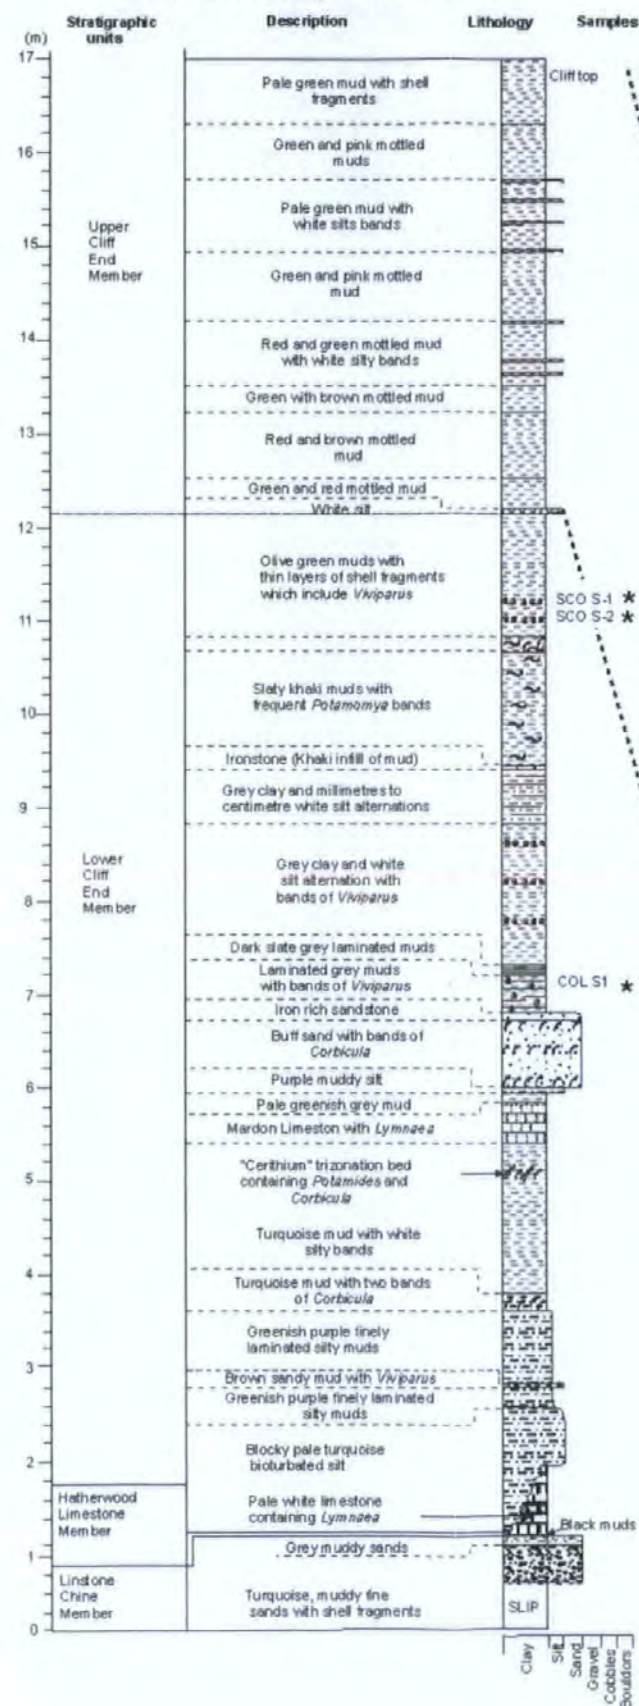 Stratigraphic
units
Description
Lithology
Samples
(m)
17
Pale green mud with shell
fragments
Cliff top
16
Green and pink mottled
muds
Pale green mud with
white silts bands
15
Upper
Cliff
End
Member
Green and pink mottled
mud
14
Red and green mottled mud
with white silty bands
Green with brown mottled mud
13
Red and brown mottled
mud
Green and red mottled mud
White silt
12
Olive green muds with
thin layers of shell fragments
which include Viviparus
SCO S-1 *
SCO S-2 *
11
Slaty khaki muds with
frequent Potamomya bands
10
Ironstone (Khaki infill of mud)
Grey clay and millimetres to
centimetre white silt alternations
9
Lower
Cliff
End
Member
Grey clay and white
silt alternation with
bands of Viviparus
8
Dark slate grey laminated muds
Laminated grey muds
with bands of Viviparus
COL S1 *
7
Iron rich sandstone
Buff sand with bands of
Corbicula
Purple muddy silt
6
Pale greenish grey mud
Mardon Limeston with Lymnaea
"Cerithium" trizonation bed
containing Potamides and
Corbicula
5
Turquoise mud with white
silty bands
4
Turquoise mud with two bands
of Corbicula
Greenish purple finely
laminated silty muds
3
Brown sandy mud with Viviparus
Greenish purple finely laminated
silty muds
2
Blocky pale turquoise
bioturbated silt
Hatherwood
Limestone
Member
Pale white limestone
containing Lymnaea
Black muds
1
Grey muddy sands
Linstone
Chine
Member
Turquoise, muddy fine
sands with shell fragments
SLIP
0
Clay
Silt
Sand
Gravel
Cobbles
Bouldors